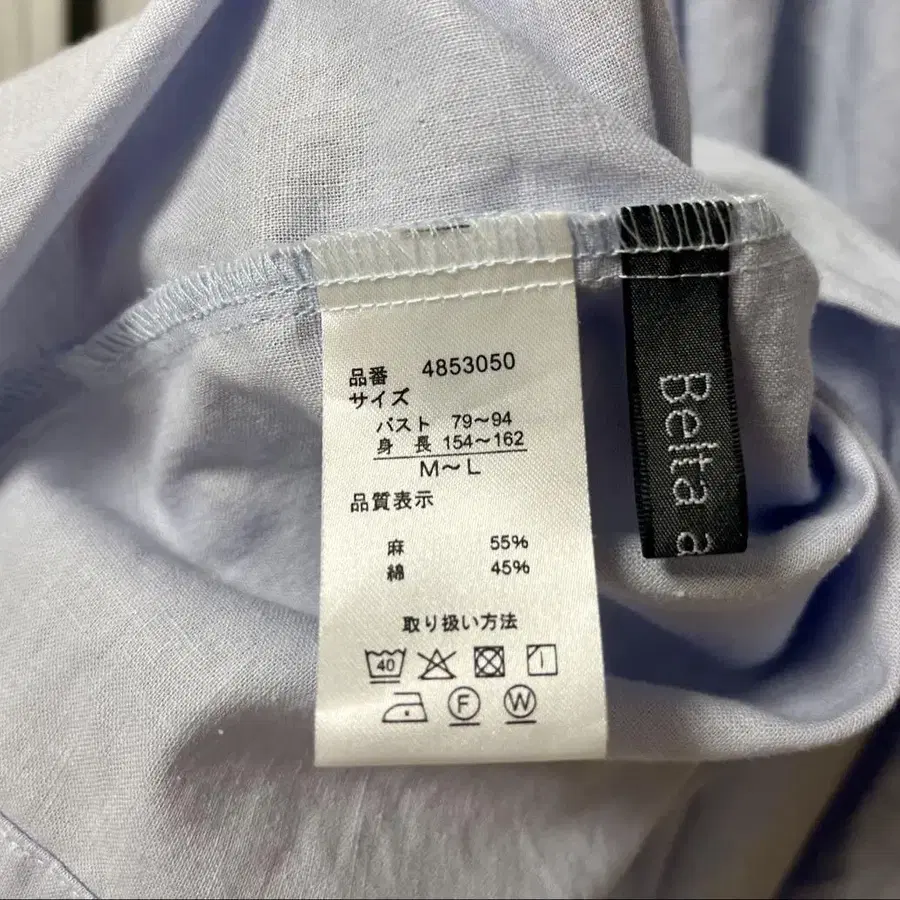 品番 4853050
サイズ
バスト 79～94
身長 154～162
M～L
品質表示
麻 55%
綿 45%
取り扱い方法
40
F W
Belta a